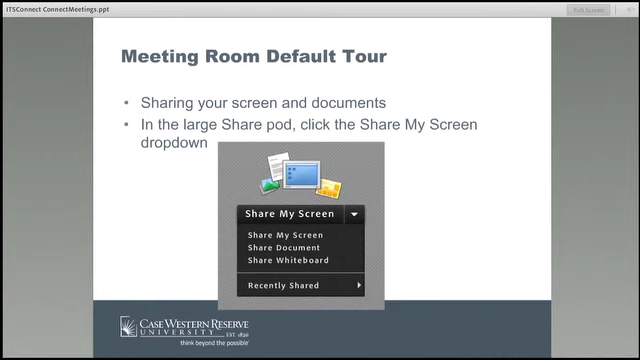 ITSConnect ConnectMeetings.ppt
Full Screen
Meeting Room Default Tour
• Sharing your screen and documents
• In the large Share pod, click the Share My Screen
dropdown
Share My Screen
Share My Screen
Share Document
Share Whiteboard
Recently Shared
CASE WESTERN RESERVE
UNIVERSITY EST. 1826
think beyond the possible